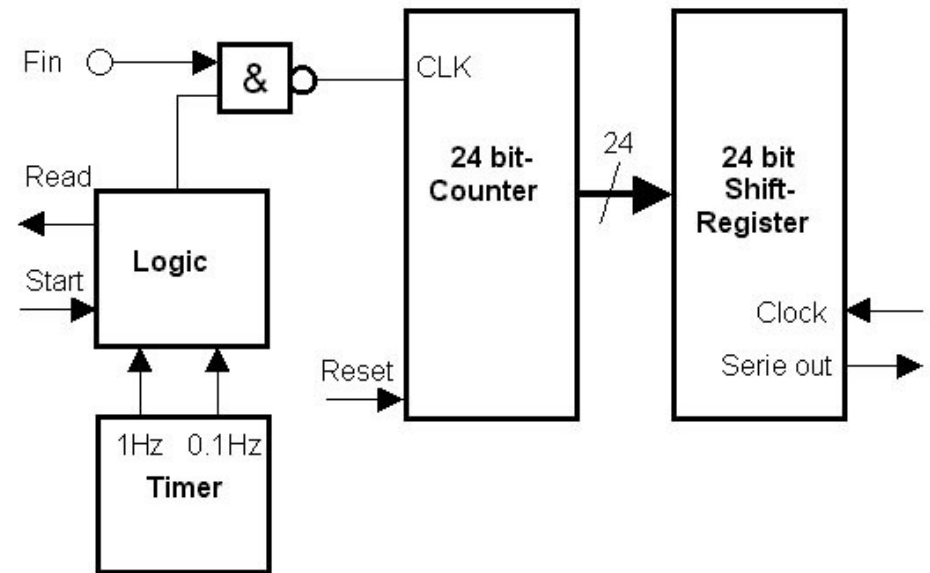 Fin
&
CLK
24 bit-
Counter
24
24 bit
Shift-
Register
Read
Logic
Start
Clock
Serie out
Reset
1Hz 0.1Hz
Timer